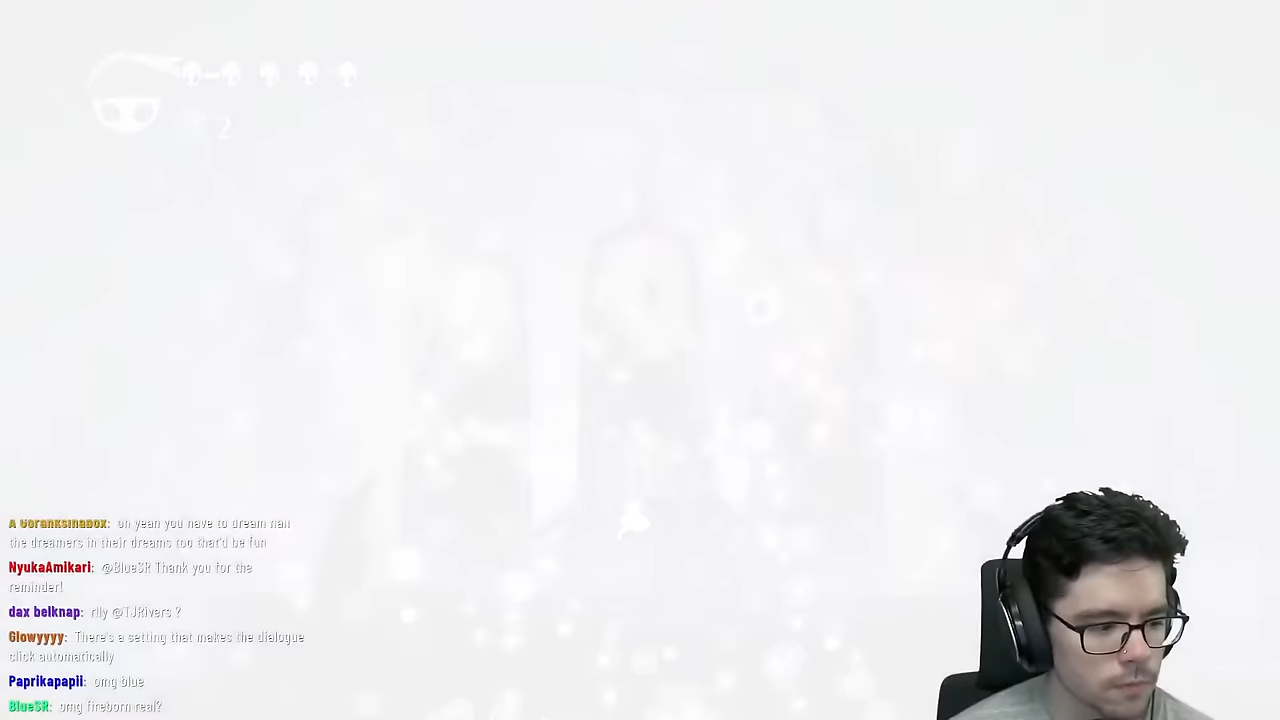 2
A GoranksInABox: oh yeah you have to dream nail
the dreamers in their dreams too that'd be fun
NyukaAmikari: @BlueSR Thank you for the
reminder!
dax belknap: rlly @TJRivers ?
Glowyyyy: There's a setting that makes the dialogue
click automatically
Paprikapapii: omg blue
BlueSR: omg fireborn real?